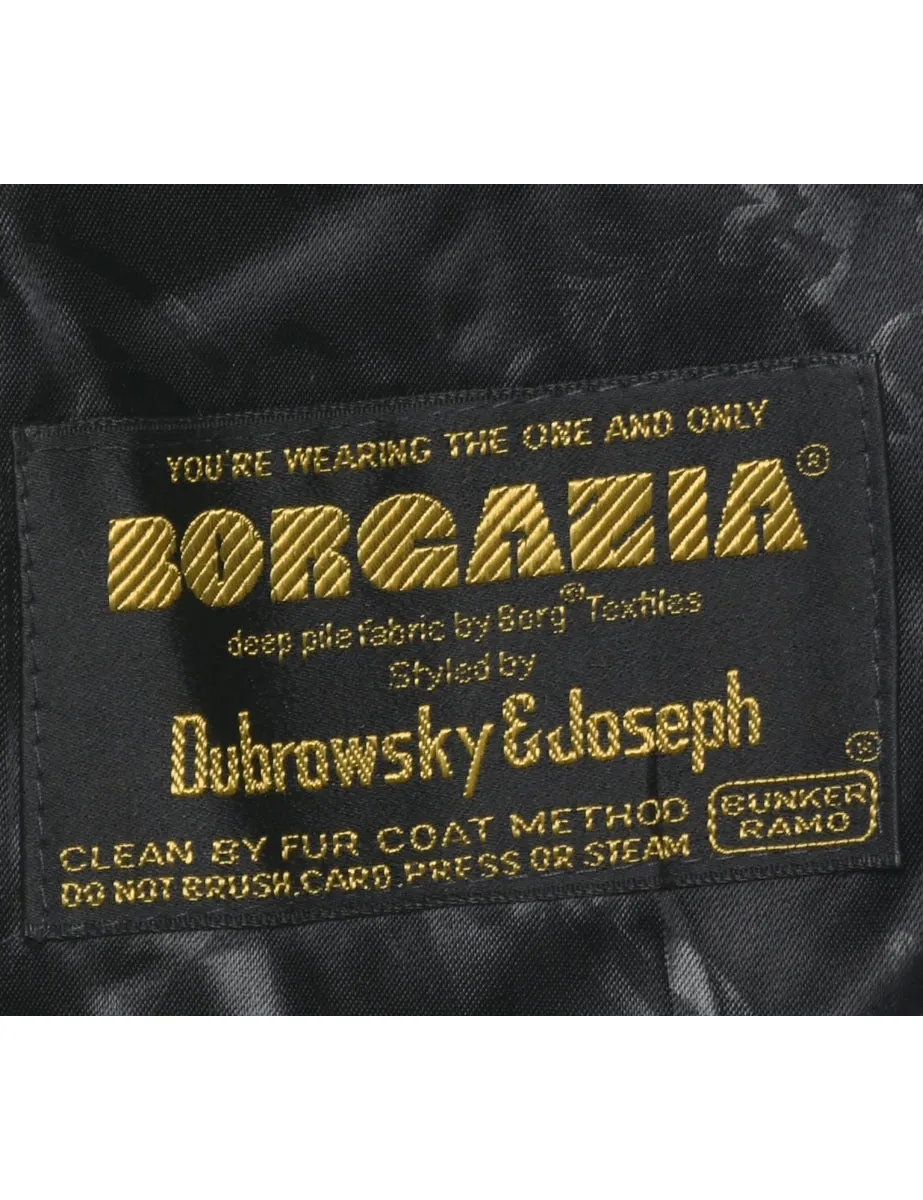 YOU'RE WEARING THE ONE AND ONLY
BORGAZIA®
deep pile fabric by Borg® Textiles
Styled by
Dubrowsky & Joseph
®
BUNKER
RAMO
CLEAN BY FUR COAT METHOD
DO NOT BRUSH, CARD, PRESS OR STEAM